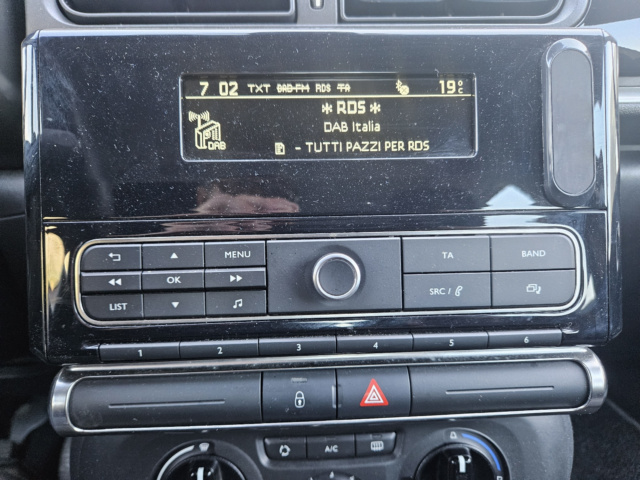 7 02 TXT DAB-FM RDS TA 19°C
* RDS *
DAB Italia
- TUTTI PAZZI PER RDS
DAB
MENU
OK
LIST
TA BAND
SRC /
1 2 3 4 5 6
A/C